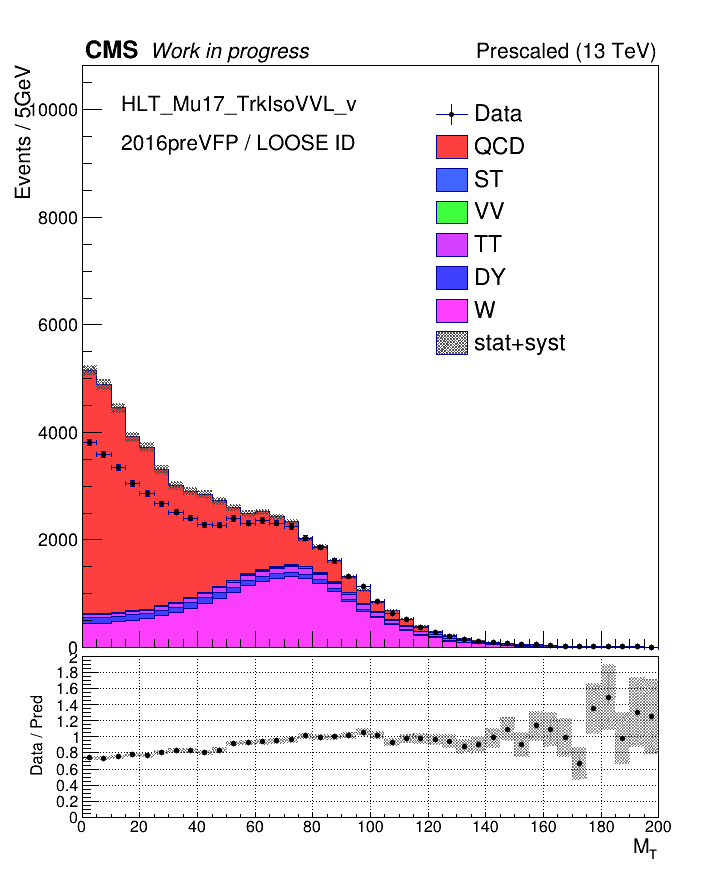 CMS Work in progress Prescaled (13 TeV)
Events / 5GeV
HLT_Mu17_TrkIsoVVL_v
2016preVFP / LOOSE ID
Data
QCD
ST
VV
TT
DY
W
stat+syst
10000
8000
6000
4000
2000
0
Data / Pred
2
1.8
1.6
1.4
1.2
1
0.8
0.6
0.4
0.2
0
0 20 40 60 80 100 120 140 160 180 200
M_T